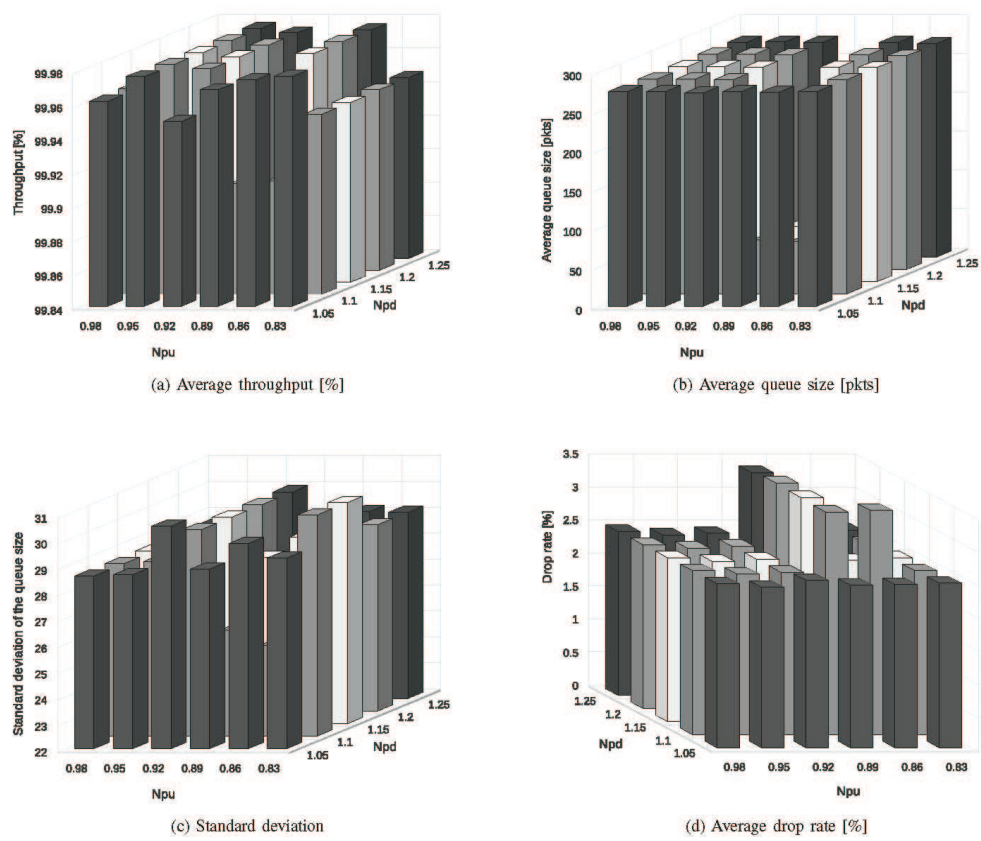 99.98
99.96
99.94
99.92
99.9
99.88
99.86
99.84
Throughput [%]
0.98 0.95 0.92 0.89 0.86 0.83
Npu
1.05 1.1 1.15 1.2 1.25
Npd
(a) Average throughput [%]
300
250
200
150
100
50
0
Average queue size [pkts]
0.98 0.95 0.92 0.89 0.86 0.83
Npu
1.05 1.1 1.15 1.2 1.25
Npd
(b) Average queue size [pkts]
31
30
29
28
27
26
25
24
23
22
Standard deviation of the queue size
0.98 0.95 0.92 0.89 0.86 0.83
Npu
1.05 1.1 1.15 1.2 1.25
Npd
(c) Standard deviation
3.5
3
2.5
2
1.5
1
0.5
0
Drop rate [%]
1.25 1.2 1.15 1.1 1.05
Npd
0.98 0.95 0.92 0.89 0.86 0.83
Npu
(d) Average drop rate [%]